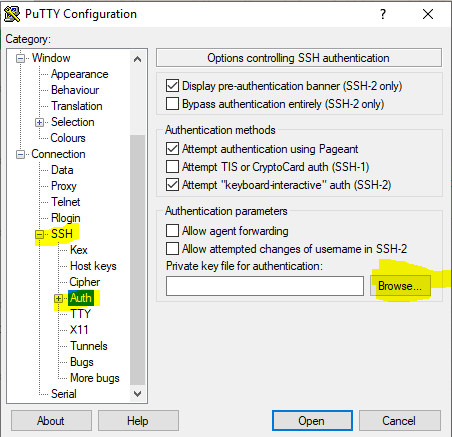 PuTTY Configuration
?
Category:
Window
Appearance
Behaviour
Translation
Selection
Colours
Connection
Data
Proxy
Telnet
Rlogin
SSH
Kex
Host keys
Cipher
Auth
TTY
X11
Tunnels
Bugs
More bugs
Serial
Options controlling SSH authentication
Display pre-authentication banner (SSH-2 only)
Bypass authentication entirely (SSH-2 only)
Authentication methods
Attempt authentication using Pageant
Attempt TIS or CryptoCard auth (SSH-1)
Attempt "keyboard-interactive" auth (SSH-2)
Authentication parameters
Allow agent forwarding
Allow attempted changes of username in SSH-2
Private key file for authentication:
Browse...
About
Help
Open
Cancel